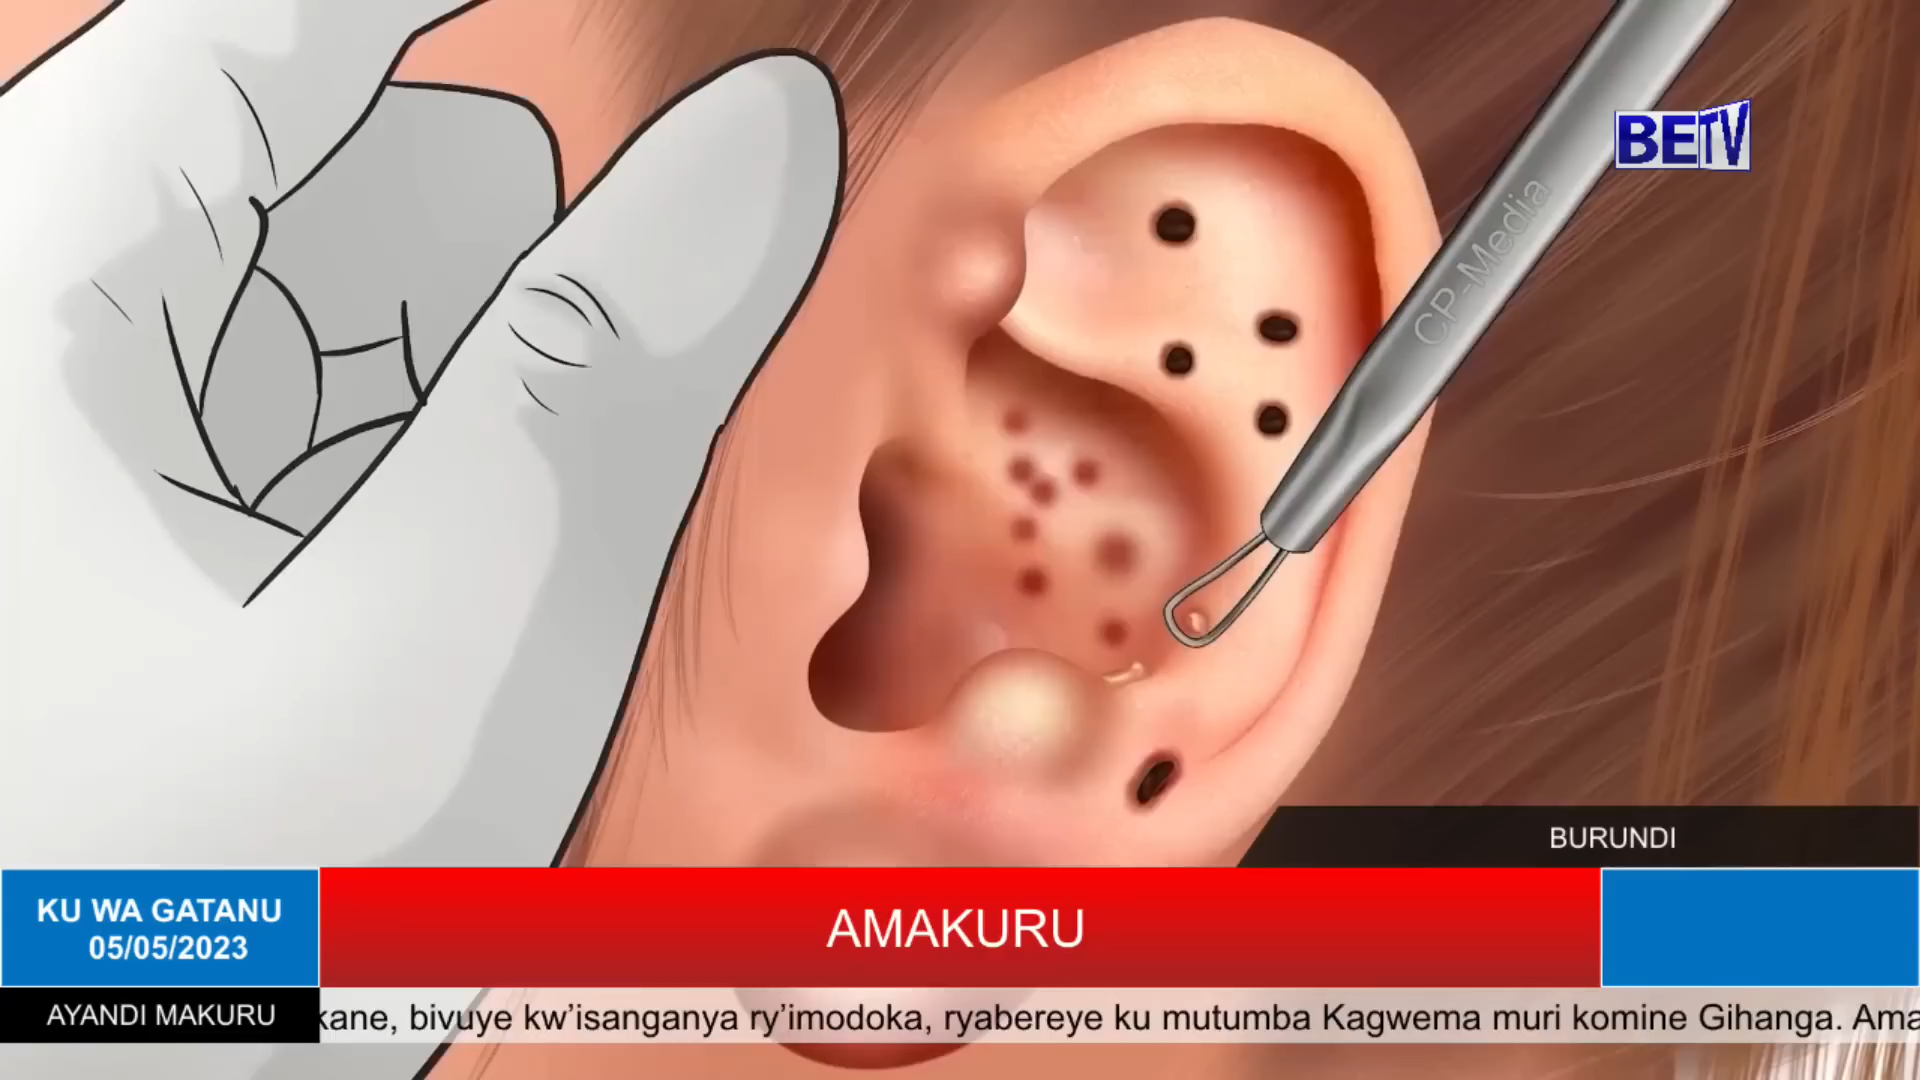 BETV
CP-Media
BURUNDI
KU WA GATANU
05/05/2023
AMAKURU
AYANDI MAKURU
kane, bivuye kw’isanganya ry’imodoka, ryabereye ku mutumba Kagwema muri komine Gihanga. Ama